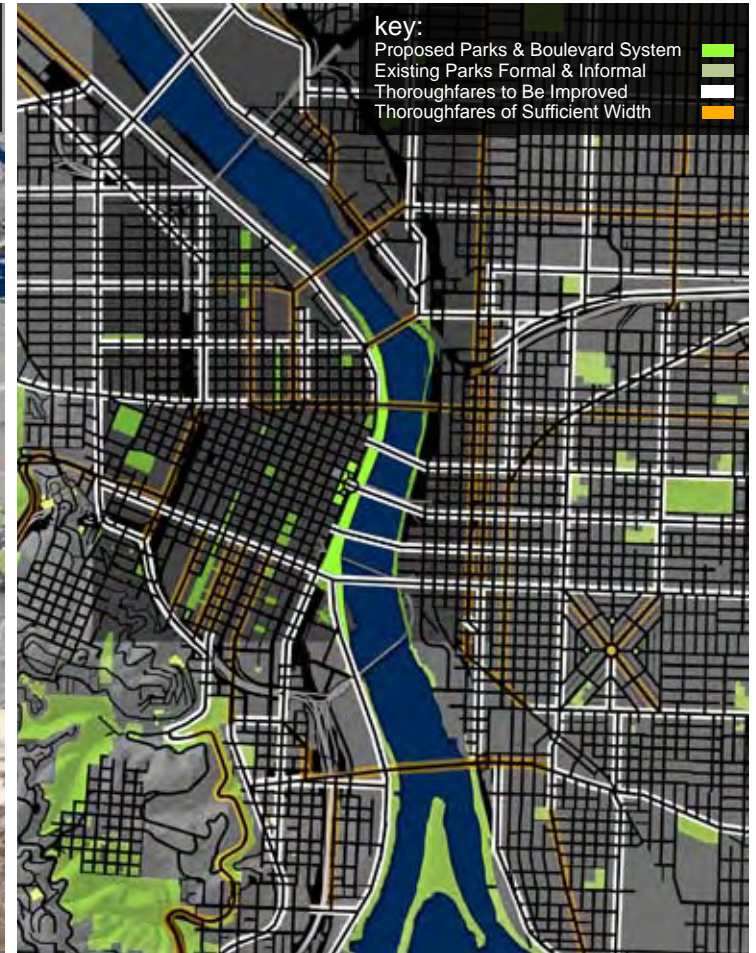 key:
Proposed Parks & Boulevard System
Existing Parks Formal & Informal
Thoroughfares to Be Improved
Thoroughfares of Sufficient Width